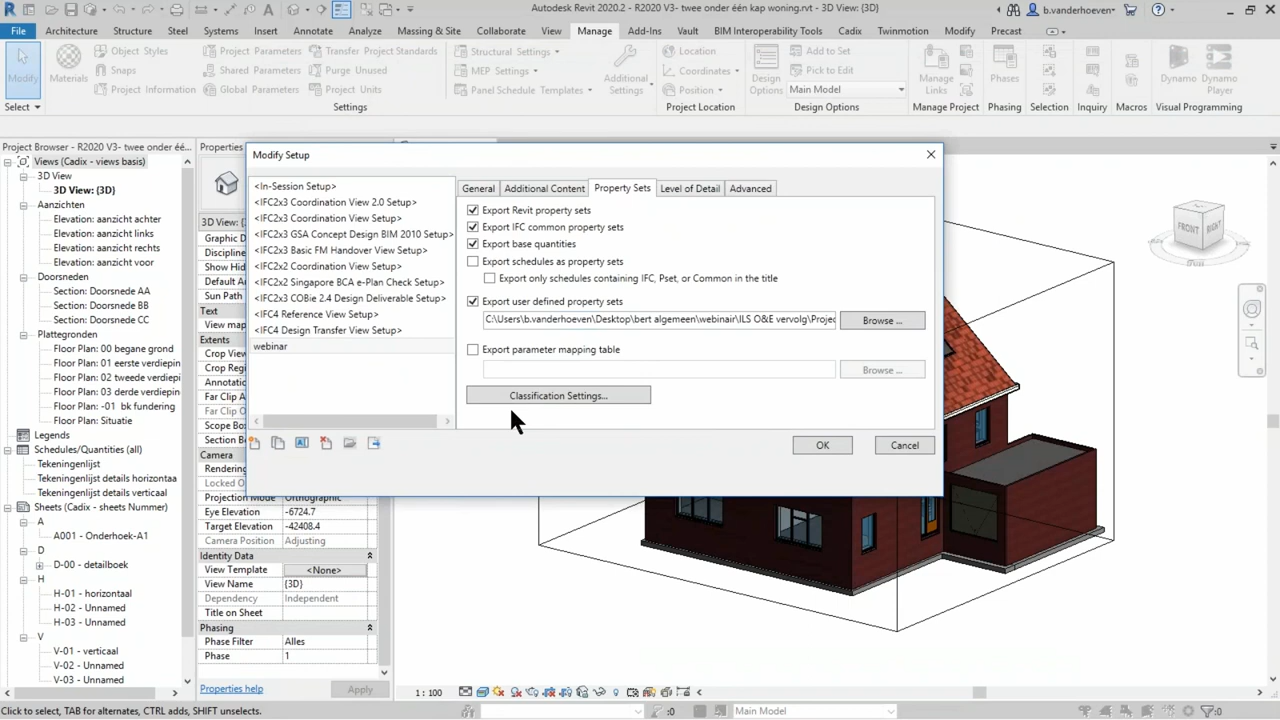 Autodesk Revit 2020.2 - R2020 V3- twee onder één kap woning.rvt - 3D View: {3D}
b.vanderhoeven
File Architecture Structure Steel Systems Insert Annotate Analyze Massing & Site Collaborate View Manage Add-Ins Vault BIM Interoperability Tools Cadix Twinmotion Modify Precast
Modify
Materials
Object Styles
Snaps
Project Information
Project Parameters
Shared Parameters
Global Parameters
Transfer Project Standards
Purge Unused
Project Units
Structural Settings
MEP Settings
Panel Schedule Templates
Additional
Settings
Location
Coordinates
Position
Design
Options
Add to Set
Pick to Edit
Main Model
Manage
Links
Phases
Dynamo
Dynamo
Player
Select
Settings
Project Location
Design Options
Manage Project
Phasing
Selection
Inquiry
Macros
Visual Programming
Project Browser - R2020 V3- twee onder éé...
Views (Cadix - views basis)
3D View
3D View: {3D}
Aanzichten
Elevation: aanzicht achter
Elevation: aanzicht links
Elevation: aanzicht rechts
Elevation: aanzicht voor
Doorsneden
Section: Doorsnede AA
Section: Doorsnede BB
Section: Doorsnede CC
Plattegronden
Floor Plan: 00 begane grond
Floor Plan: 01 eerste verdiepin
Floor Plan: 02 tweede verdiepi
Floor Plan: 03 derde verdiepin
Floor Plan: -01 bk fundering
Floor Plan: Situatie
Legends
Schedules/Quantities (all)
Tekeningenlijst
Tekeningenlijst details horizontaa
Tekeningenlijst details verticaal
Sheets (Cadix - sheets Nummer)
A
A001 - Onderhoek-A1
D
D-00 - detailboek
H
H-01 - horizontaal
H-02 - Unnamed
H-03 - Unnamed
V
V-01 - verticaal
V-02 - Unnamed
V-03 - Unnamed
Properties
3D View: {3
Graphic D
Discipline
Show Hid
Default A
Sun Path
Text
View map
Extents
Crop View
Crop Reg
Annotatio
Far Clip A
Far Clip O
Scope Bo
Section B
Camera
Rendering
Locked O
Projection Mode Orthographic
Eye Elevation -6724.7
Target Elevation -42408.4
Camera Position Adjusting
Identity Data
View Template <None>
View Name {3D}
Dependency Independent
Title on Sheet
Phasing
Phase Filter Alles
Phase 1
Properties help
Apply
Modify Setup
<In-Session Setup>
<IFC2x3 Coordination View 2.0 Setup>
<IFC2x3 Coordination View Setup>
<IFC2x3 GSA Concept Design BIM 2010 Setup>
<IFC2x3 Basic FM Handover View Setup>
<IFC2x2 Coordination View Setup>
<IFC2x2 Singapore BCA e-Plan Check Setup>
<IFC2x3 COBie 2.4 Design Deliverable Setup>
<IFC4 Reference View Setup>
<IFC4 Design Transfer View Setup>
webinar
General Additional Content Property Sets Level of Detail Advanced
Export Revit property sets
Export IFC common property sets
Export base quantities
Export schedules as property sets
Export only schedules containing IFC, Pset, or Common in the title
Export user defined property sets
C:\Users\b.vanderhoeven\Desktop\bert algemeen\webinair\ILS O&E vervolg\Projec
Browse ...
Export parameter mapping table
Browse ...
Classification Settings...
OK
Cancel
FRONT
RIGHT
1 : 100
Click to select, TAB for alternates, CTRL adds, SHIFT unselects.
:0
Main Model
:0